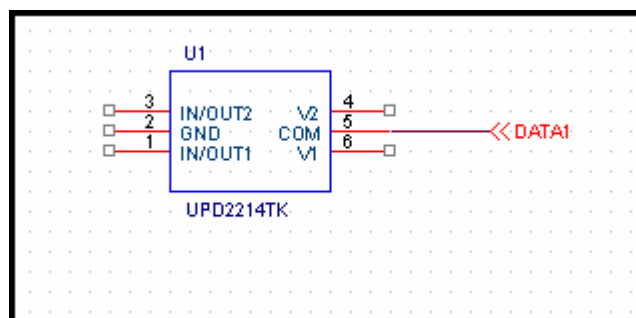 U1
3 IN/OUT2 V2 4
2 GND COM 5 DATA1
1 IN/OUT1 V1 6
UPD2214TK